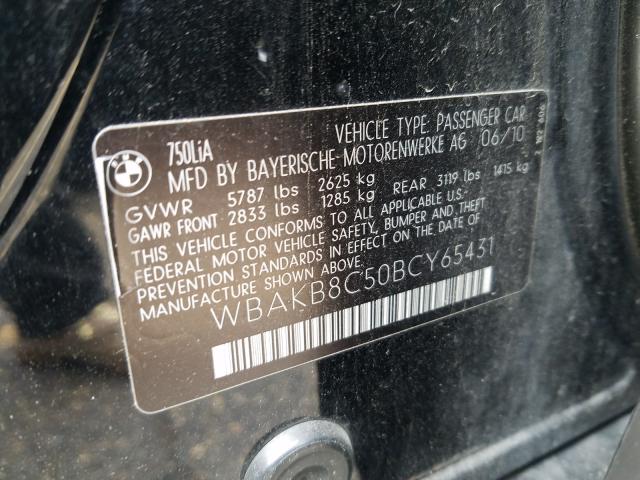 BMW
750LiA
VEHICLE TYPE: PASSENGER CAR
MFD BY BAYERISCHE MOTORENWERKE AG 06/10
GVWR 5787 lbs 2625 kg
GAWR FRONT 2833 lbs 1285 kg REAR 3119 lbs 1415 kg
THIS VEHICLE CONFORMS TO ALL APPLICABLE U.S.
FEDERAL MOTOR VEHICLE SAFETY, BUMPER AND THEFT
PREVENTION STANDARDS IN EFFECT ON THE DATE OF
MANUFACTURE SHOWN ABOVE.
WBAKB8C50BCY65431